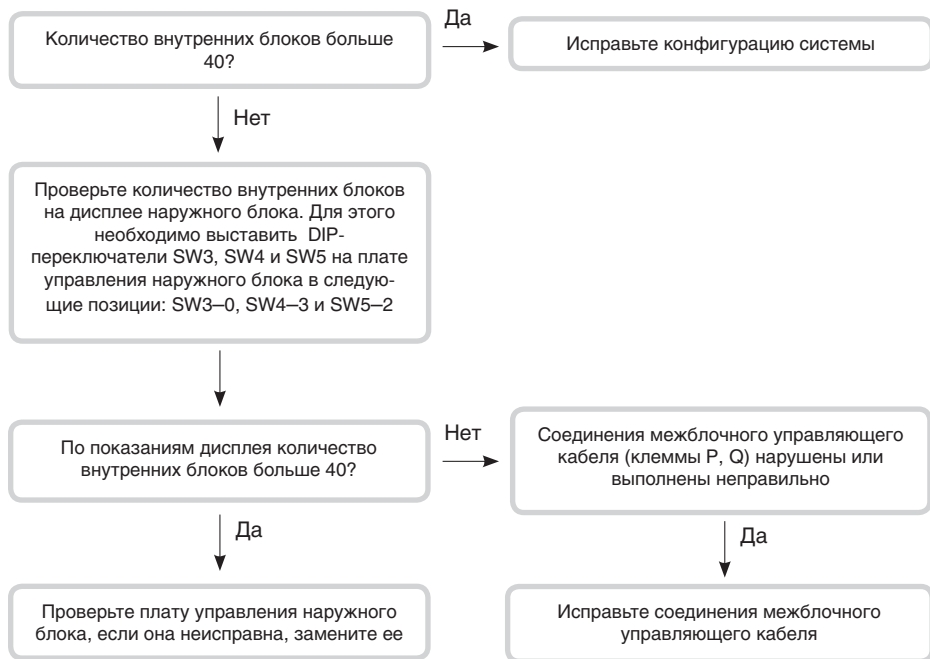 Количество внутренних блоков больше
40?
Да
Исправьте конфигурацию системы
Нет
Проверьте количество внутренних блоков
на дисплее наружного блока. Для этого
необходимо выставить DIP-
переключатели SW3, SW4 и SW5 на плате
управления наружного блока в следую-
щие позиции: SW3–0, SW4–3 и SW5–2
По показаниям дисплея количество
внутренних блоков больше 40?
Нет
Соединения межблочного управляющего
кабеля (клеммы P, Q) нарушены или
выполнены неправильно
Да
Да
Проверьте плату управления наружного
блока, если она неисправна, замените ее
Исправьте соединения межблочного
управляющего кабеля